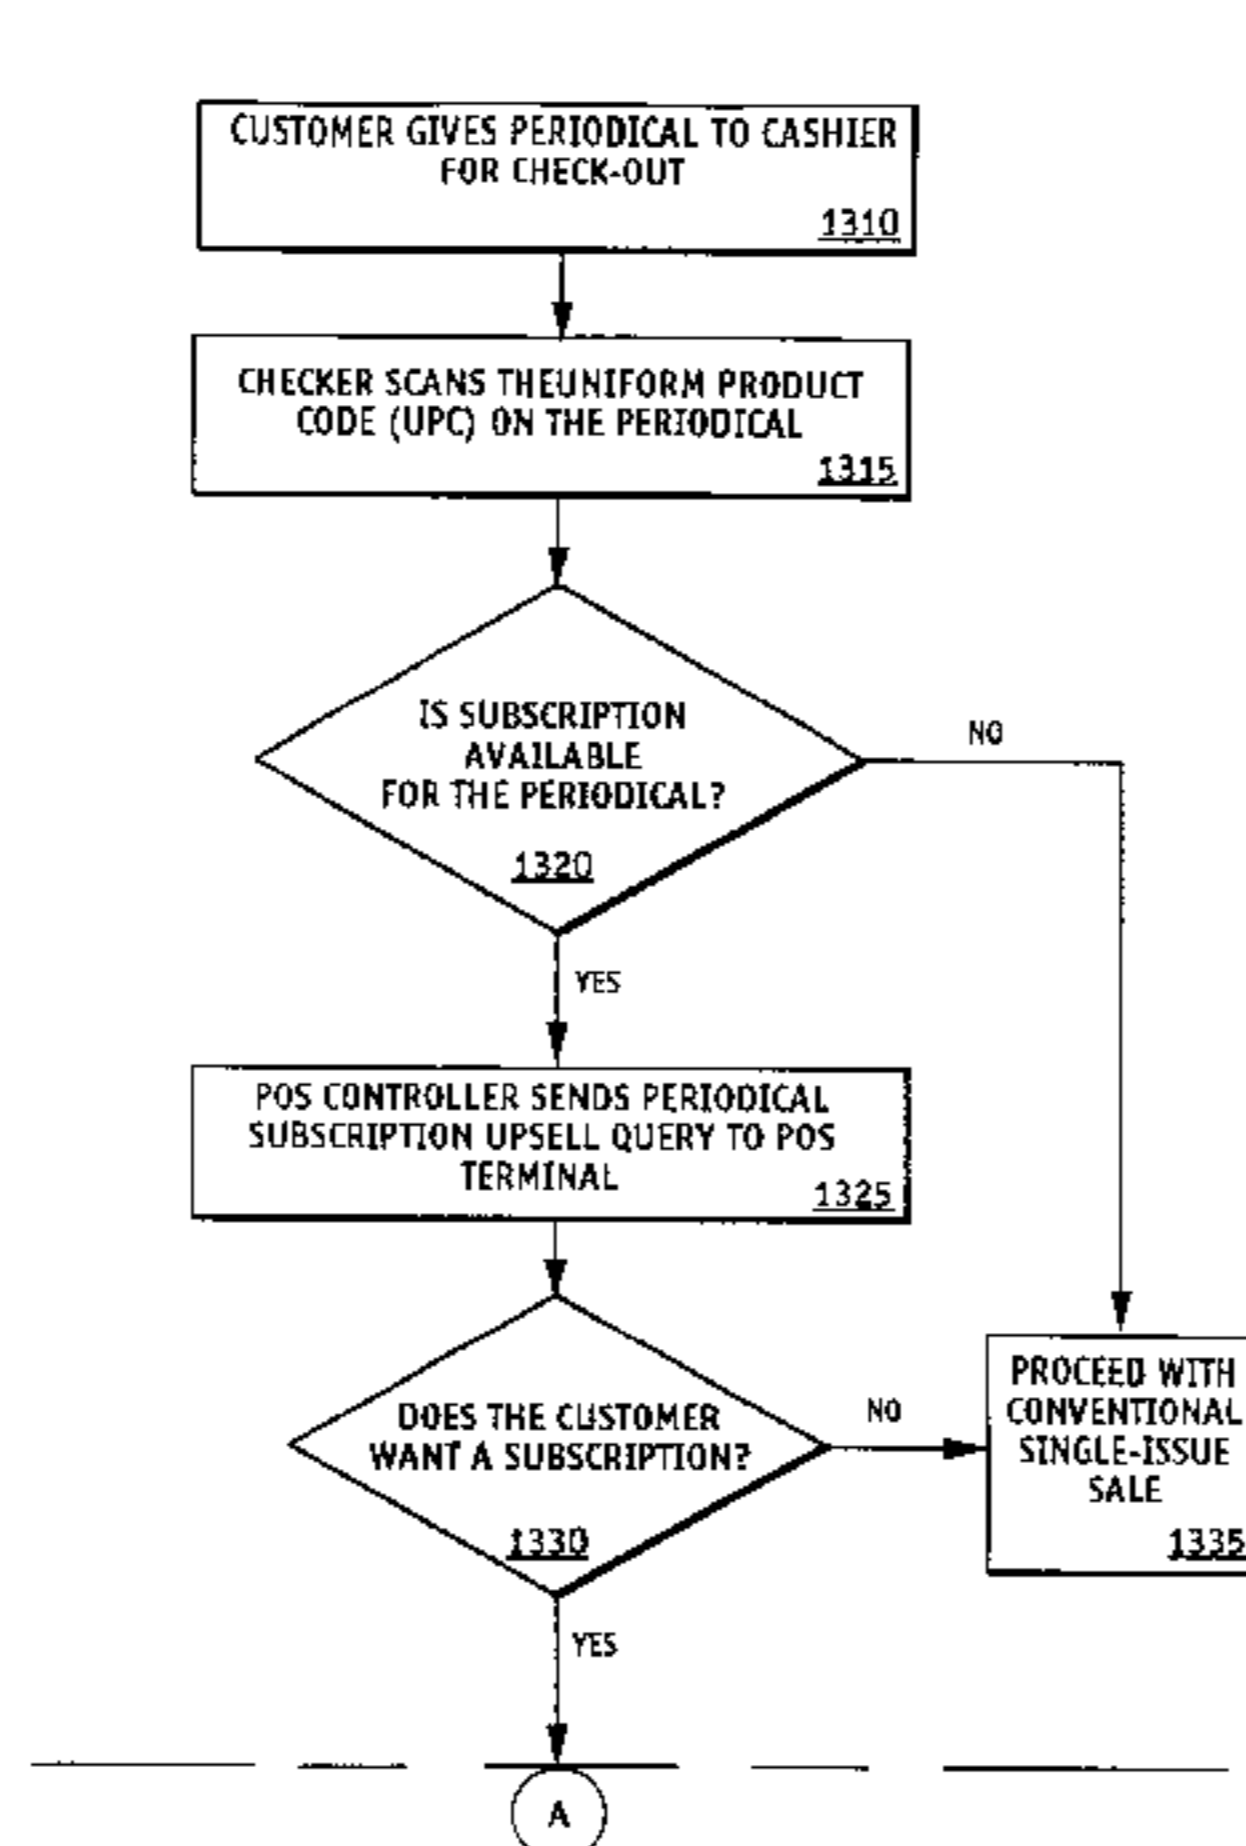 CUSTOMER GIVES PERIODICAL TO CASHIER
FOR CHECK-OUT
1310
CHECKER SCANS THEUNIFORM PRODUCT
CODE (UPC) ON THE PERIODICAL
1315
IS SUBSCRIPTION
AVAILABLE
FOR THE PERIODICAL?
1320
NO
YES
POS CONTROLLER SENDS PERIODICAL
SUBSCRIPTION UPSELL QUERY TO POS
TERMINAL
1325
DOES THE CUSTOMER
WANT A SUBSCRIPTION?
1330
NO
PROCEED WITH
CONVENTIONAL
SINGLE-ISSUE
SALE
1335
YES
A